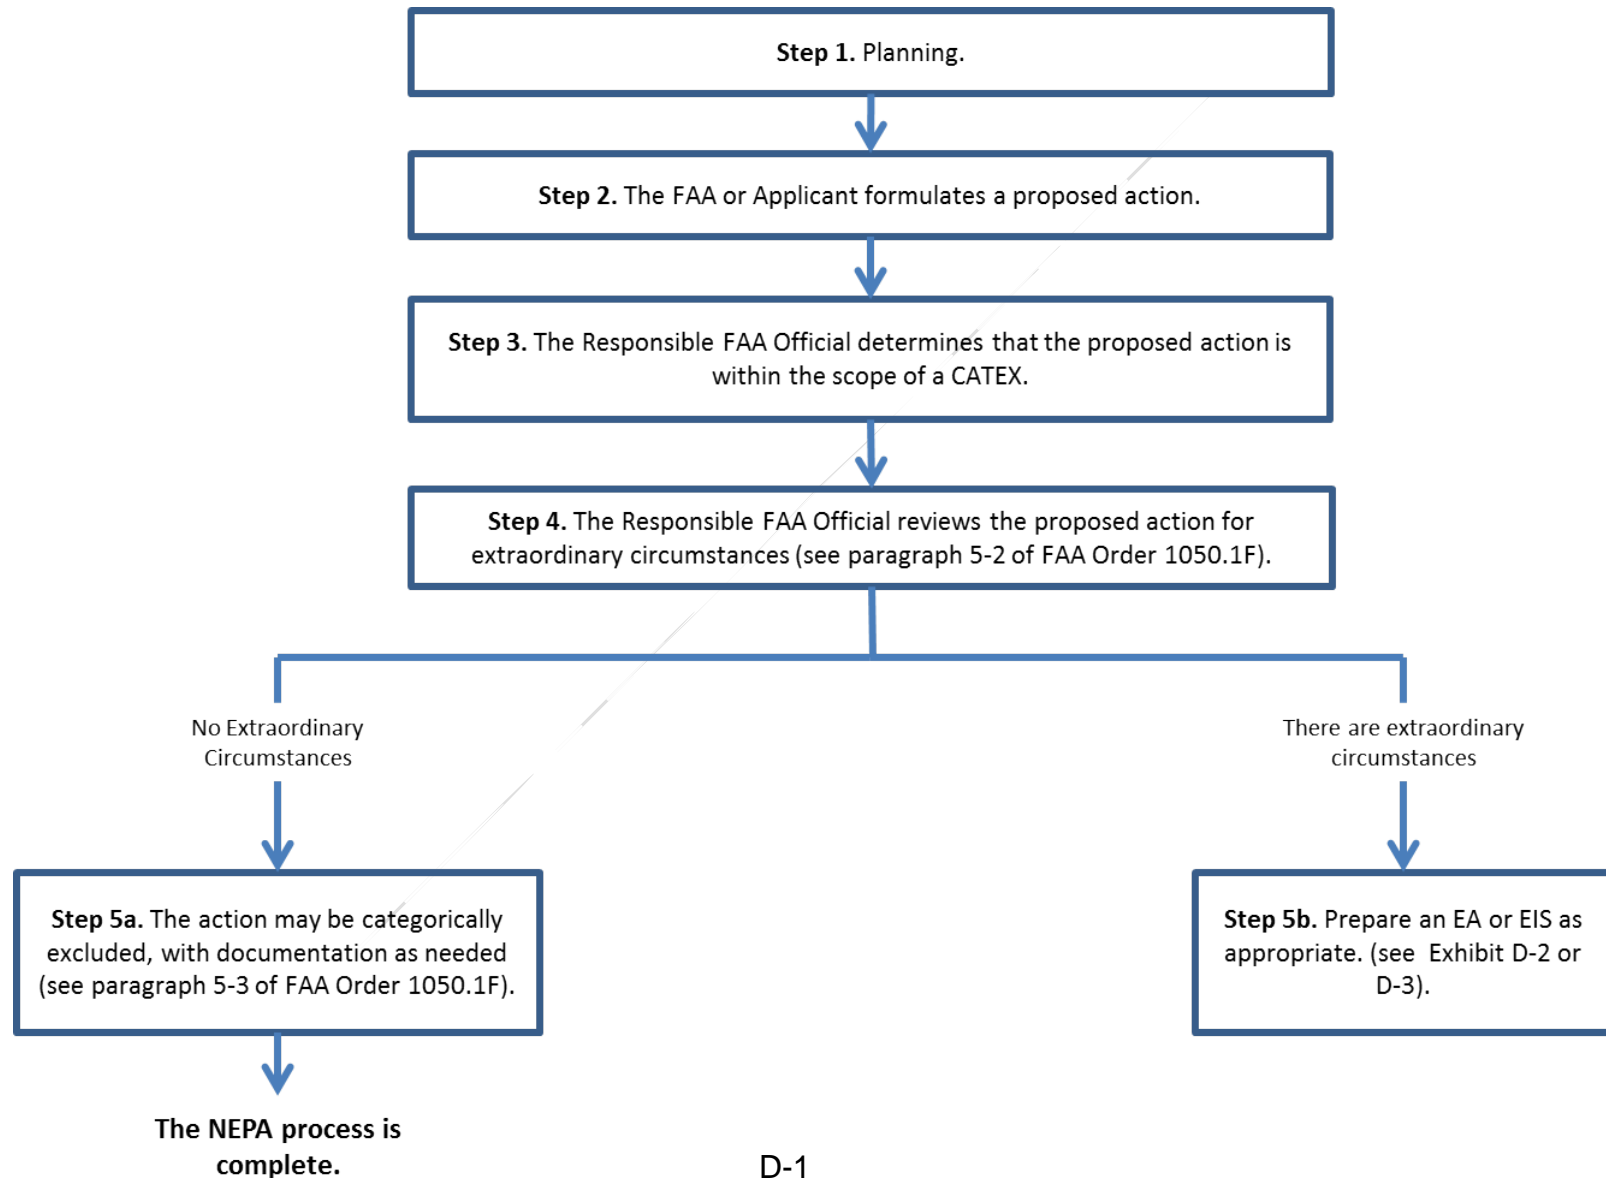 Step 1. Planning.
Step 2. The FAA or Applicant formulates a proposed action.
Step 3. The Responsible FAA Official determines that the proposed action is
within the scope of a CATEX.
Step 4. The Responsible FAA Official reviews the proposed action for
extraordinary circumstances (see paragraph 5-2 of FAA Order 1050.1F).
No Extraordinary
Circumstances
There are extraordinary
circumstances
Step 5a. The action may be categorically
excluded, with documentation as needed
(see paragraph 5-3 of FAA Order 1050.1F).
Step 5b. Prepare an EA or EIS as
appropriate. (see Exhibit D-2 or
D-3).
The NEPA process is
complete.
D-1